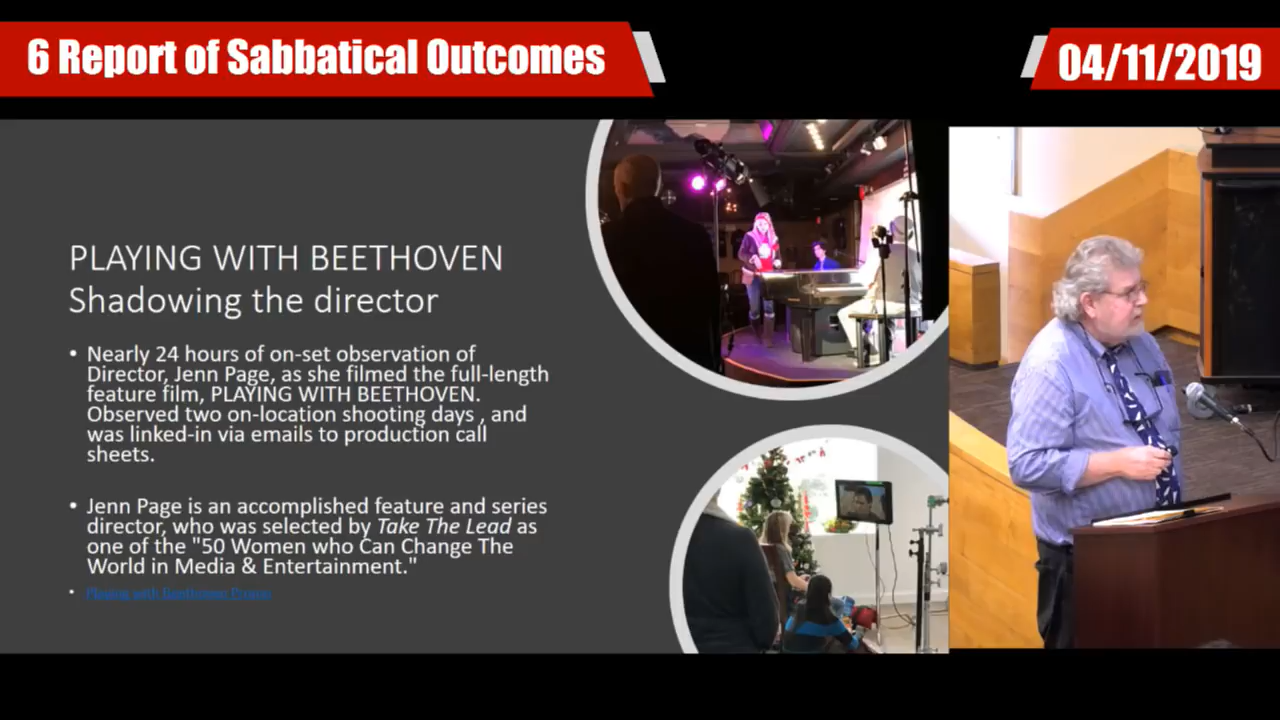 6 Report of Sabbatical Outcomes
04/11/2019
PLAYING WITH BEETHOVEN
Shadowing the director
• Nearly 24 hours of on-set observation of
Director, Jenn Page, as she filmed the full-length
feature film, PLAYING WITH BEETHOVEN.
Observed two on-location shooting days , and
was linked-in via emails to production call
sheets.
• Jenn Page is an accomplished feature and series
director, who was selected by Take The Lead as
one of the "50 Women who Can Change The
World in Media & Entertainment."
• Playing with Beethoven